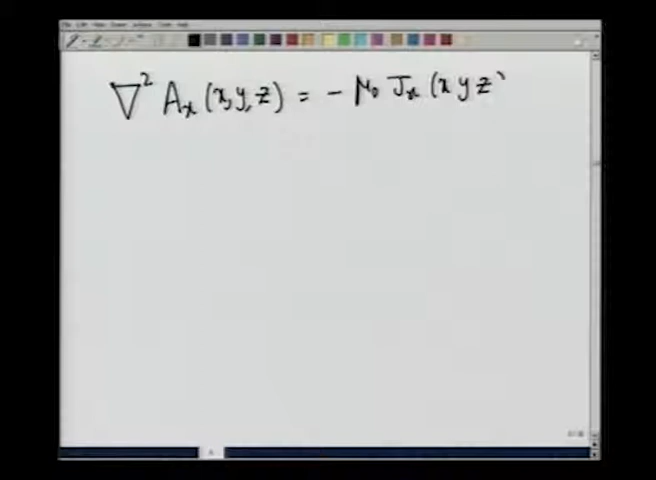 ∇² Aₓ (x,y,z) = - μ₀ Jₓ (x y z)